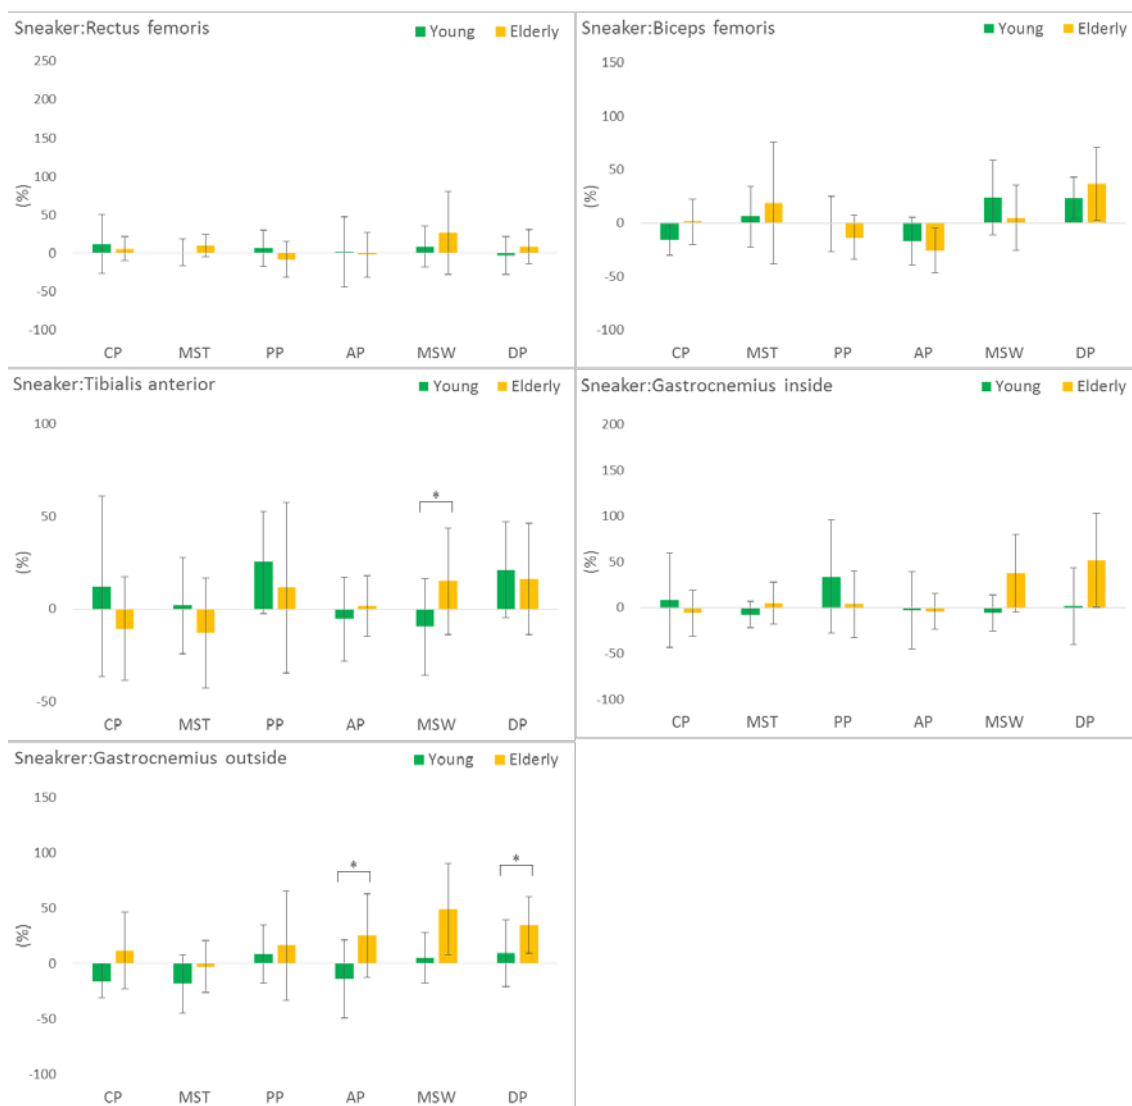 Sneaker:Rectus femoris
Young Elderly
250
200
150
100
50
0
-50
-100
(%)
CP MST PP AP MSW DP
Sneaker:Biceps femoris
Young Elderly
150
100
50
0
-50
-100
(%)
CP MST PP AP MSW DP
Sneaker:Tibialis anterior
Young Elderly
100
50
0
-50
(%)
*
CP MST PP AP MSW DP
Sneaker:Gastrocnemius inside
Young Elderly
200
150
100
50
0
-50
-100
(%)
CP MST PP AP MSW DP
Sneakrer:Gastrocnemius outside
Young Elderly
150
100
50
0
-50
-100
(%)
* *
CP MST PP AP MSW DP